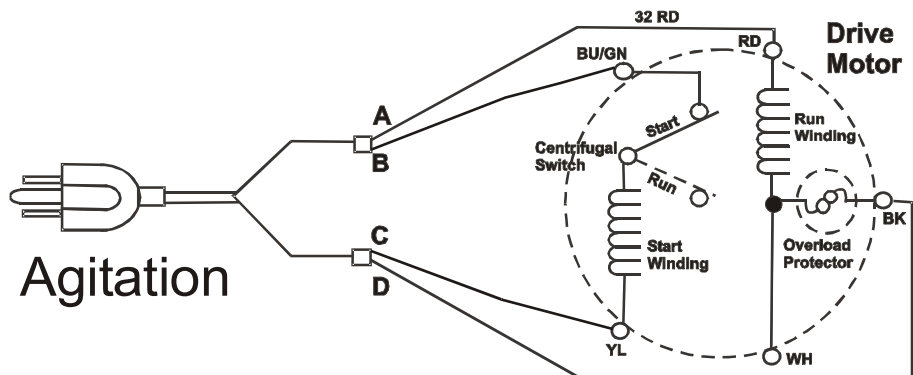 32 RD
Drive
Motor
RD
BU/GN
A
B
Start
Run
Winding
Centrifugal
Switch
Run
BK
C
D
Start
Winding
Overload
Protector
Agitation
YL
WH